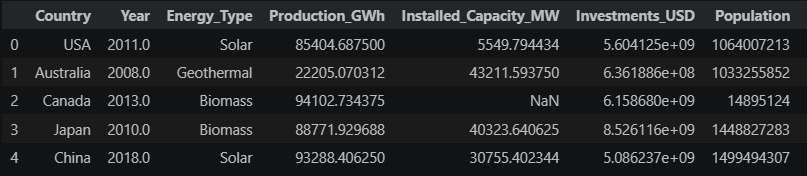 Country Year Energy_Type Production_GWh Installed_Capacity_MW Investments_USD Population
0 USA 2011.0 Solar 85404.687500 5549.794434 5.604125e+09 1064007213
1 Australia 2008.0 Geothermal 22205.070312 43211.593750 6.361886e+08 1033255852
2 Canada 2013.0 Biomass 94102.734375 NaN 6.158680e+09 14895124
3 Japan 2010.0 Biomass 88771.929688 40323.640625 8.526116e+09 1448827283
4 China 2018.0 Solar 93288.406250 30755.402344 5.086237e+09 1499494307